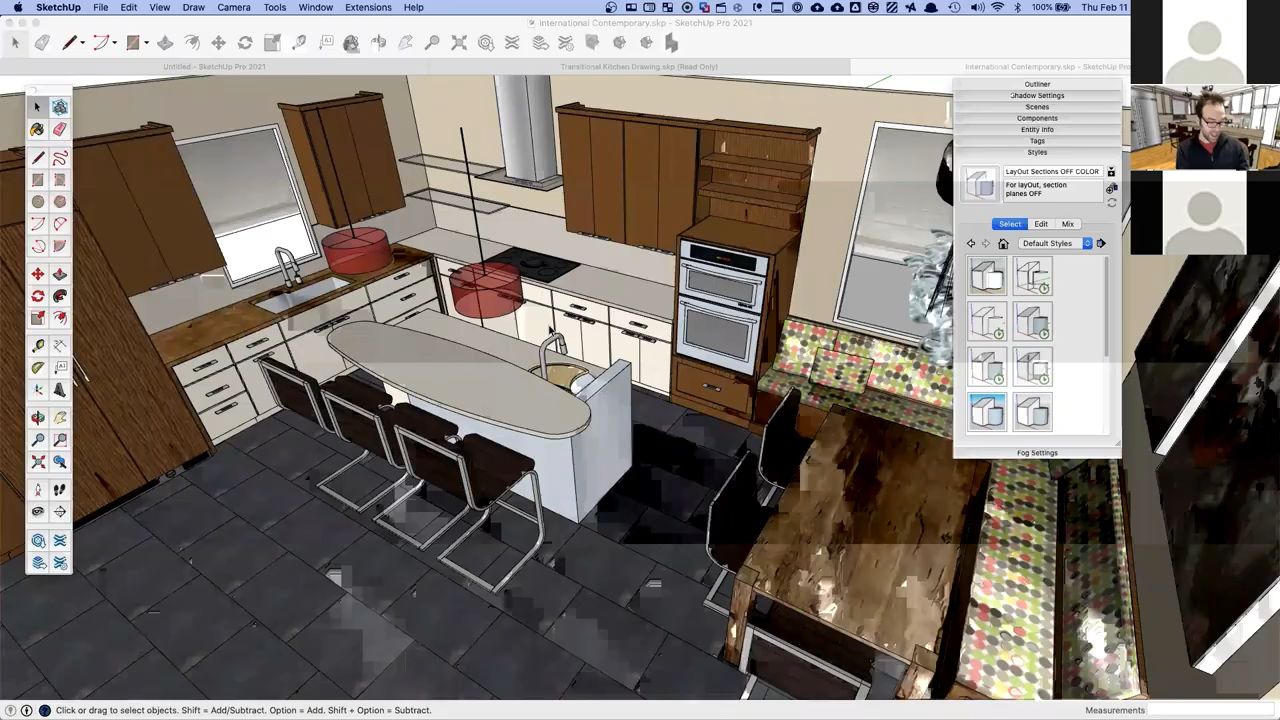 SketchUp File Edit View Draw Camera Tools Window Extensions Help 100% Thu Feb 11
International Contemporary.skp - SketchUp Pro 2021
Untitled - SketchUp Pro 2021 Transitional Kitchen Drawing.skp (Read Only) International Contemporary.skp - SketchUp Pro
Outliner
Shadow Settings
Scenes
Components
Entity Info
Tags
Styles
LayOut Sections OFF COLOR
For layOut, section
planes OFF
Select Edit Mix
Default Styles
Fog Settings
Click or drag to select objects. Shift = Add/Subtract. Option = Add. Shift + Option = Subtract. Measurements